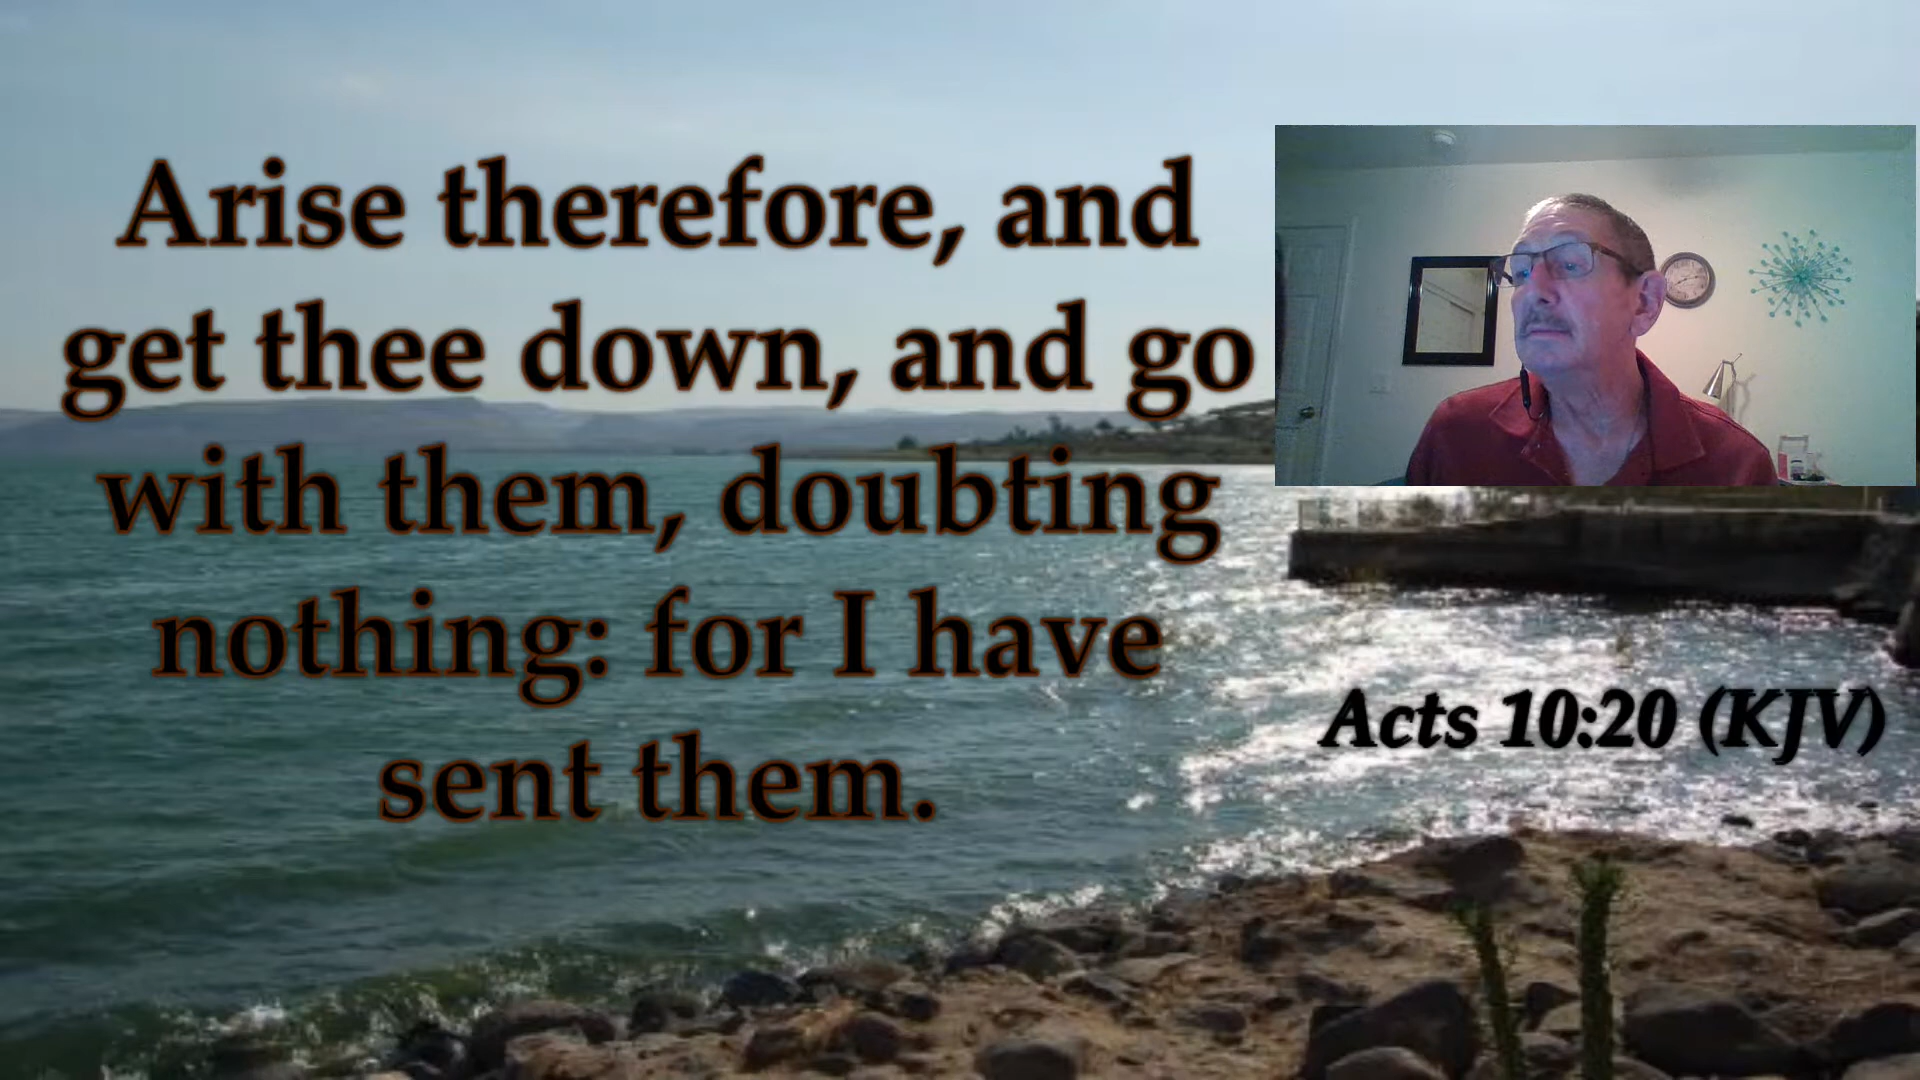 Arise therefore, and
get thee down, and go
with them, doubting
nothing: for I have
sent them.
Acts 10:20 (KJV)